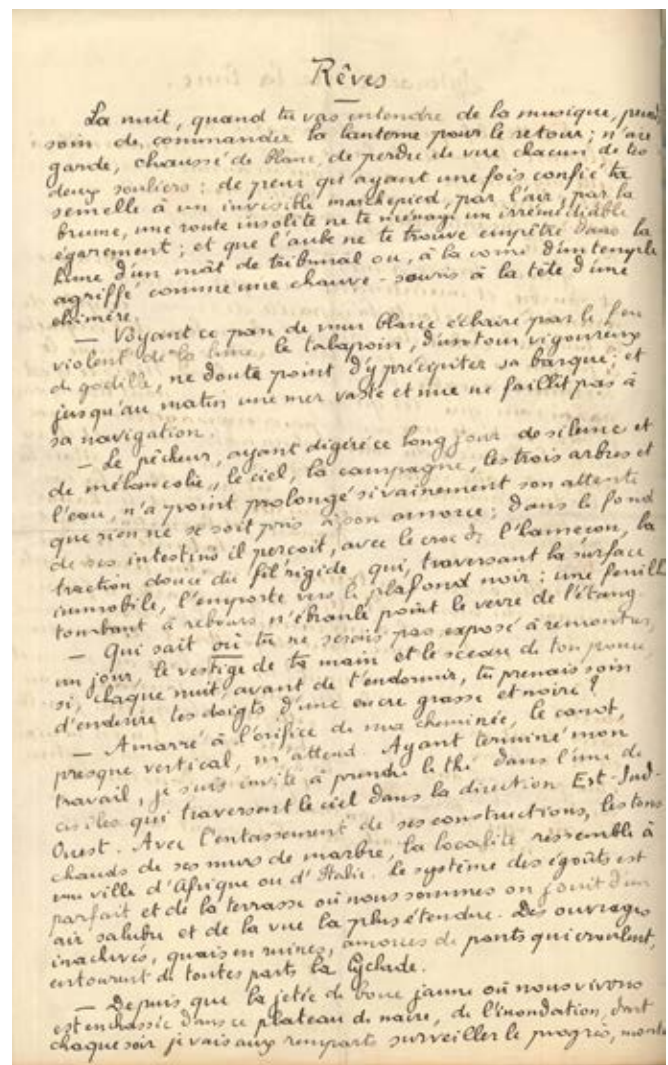 Rêves
La nuit, quand tu vas entendre de la musique, prends
soin de commander la lanterne pour le retour ; n'aie
garde, chaussé de blanc, de perdre de vue chacun de tes
deux souliers : de peur qu'ayant une fois confié ta
semelle à un invisible marchepied, par l'air, par la
brume, une route insolite ne te ménage un irrémédiable
égarement ; et que l'aube ne te trouve empêtré dans la
hune d'un mât de tribunal ou, à la corne d'un temple
agriffé comme une chauve-souris à la tête d'une
chimère.
— Voyant ce pan de mur blanc éclairé par le feu
violent de la lune, le talapoin, d'un tour vigoureux
de godille, ne doute point d'y précipiter sa barque ; et
jusqu'au matin une mer vaste et nue ne faillit pas à
sa navigation.
— Le pêcheur, ayant digéré ce long jour de silence et
de mélancolie, le ciel, la campagne, les trois arbres et
l'eau, n'a point prolongé si vainement son attente
que rien ne se soit pris à son amorce ; dans le fond
de ses intestins il perçoit, avec le croc de l'hameçon, la
traction douce du fil rigide, qui, traversant la surface
immobile, l'emporte vers le plafond noir : une feuille
tombant à rebours n'ébranle point le verre de l'étang.
— Qui sait où tu ne serais pas exposé à remontrer,
un jour, le vestige de ta main et le sceau de ton pouce,
si, chaque nuit, avant de t'endormir, tu prenais soin
d'enduire tes doigts d'une encre grasse et noire ?
— Amarré à l'orifice de ma cheminée, le canot,
presque vertical, m'attend. Ayant terminé mon
travail, je suis invité à prendre le thé dans l'une de
ces îles qui traversent le ciel dans la direction Est-Sud-
Ouest. Avec l'entassement de ses constructions, les tons
chauds de ses murs de marbre, la localité ressemble à
une ville d'Afrique ou d'Italie. Le système des égoûts est
parfait et de la terrasse où nous sommes on jouit d'un
air salubre et de la vue la plus étendue. Des ouvrages
inachevés, quais en ruines, amorces de ponts qui croulent,
entourent de toutes parts la Cyclade.
— Depuis que la jetée de boue jaune où nous vivons
est enchassée dans ce plateau de nacre, de l'inondation, dont
chaque soir je vais aux remparts surveiller le progrès, monte